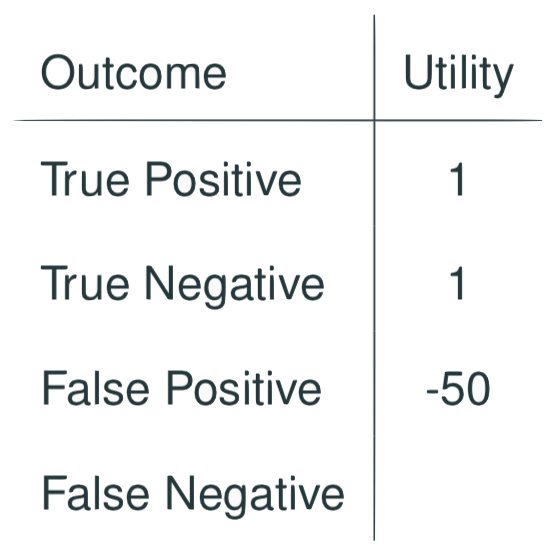 Outcome Utility
True Positive 1
True Negative 1
False Positive -50
False Negative